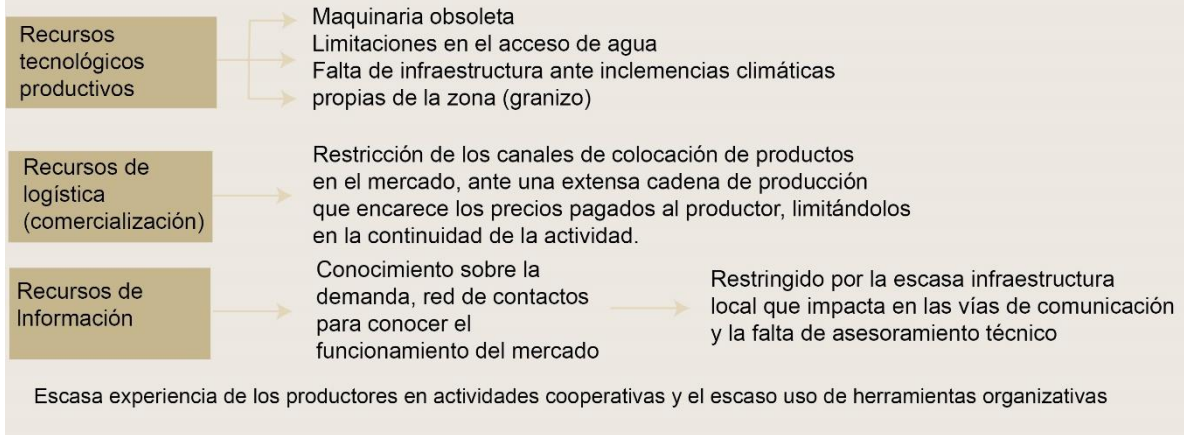 Recursos
tecnológicos
productivos
Maquinaria obsoleta
Limitaciones en el acceso de agua
Falta de infraestructura ante inclemencias climáticas
propias de la zona (granizo)
Recursos de
logística
(comercialización)
Restricción de los canales de colocación de productos
en el mercado, ante una extensa cadena de producción
que encarece los precios pagados al productor, limitándolos
en la continuidad de la actividad.
Recursos de
Información
Conocimiento sobre la
demanda, red de contactos
para conocer el
funcionamiento del mercado
Restringido por la escasa infraestructura
local que impacta en las vías de comunicación
y la falta de asesoramiento técnico
Escasa experiencia de los productores en actividades cooperativas y el escaso uso de herramientas organizativas